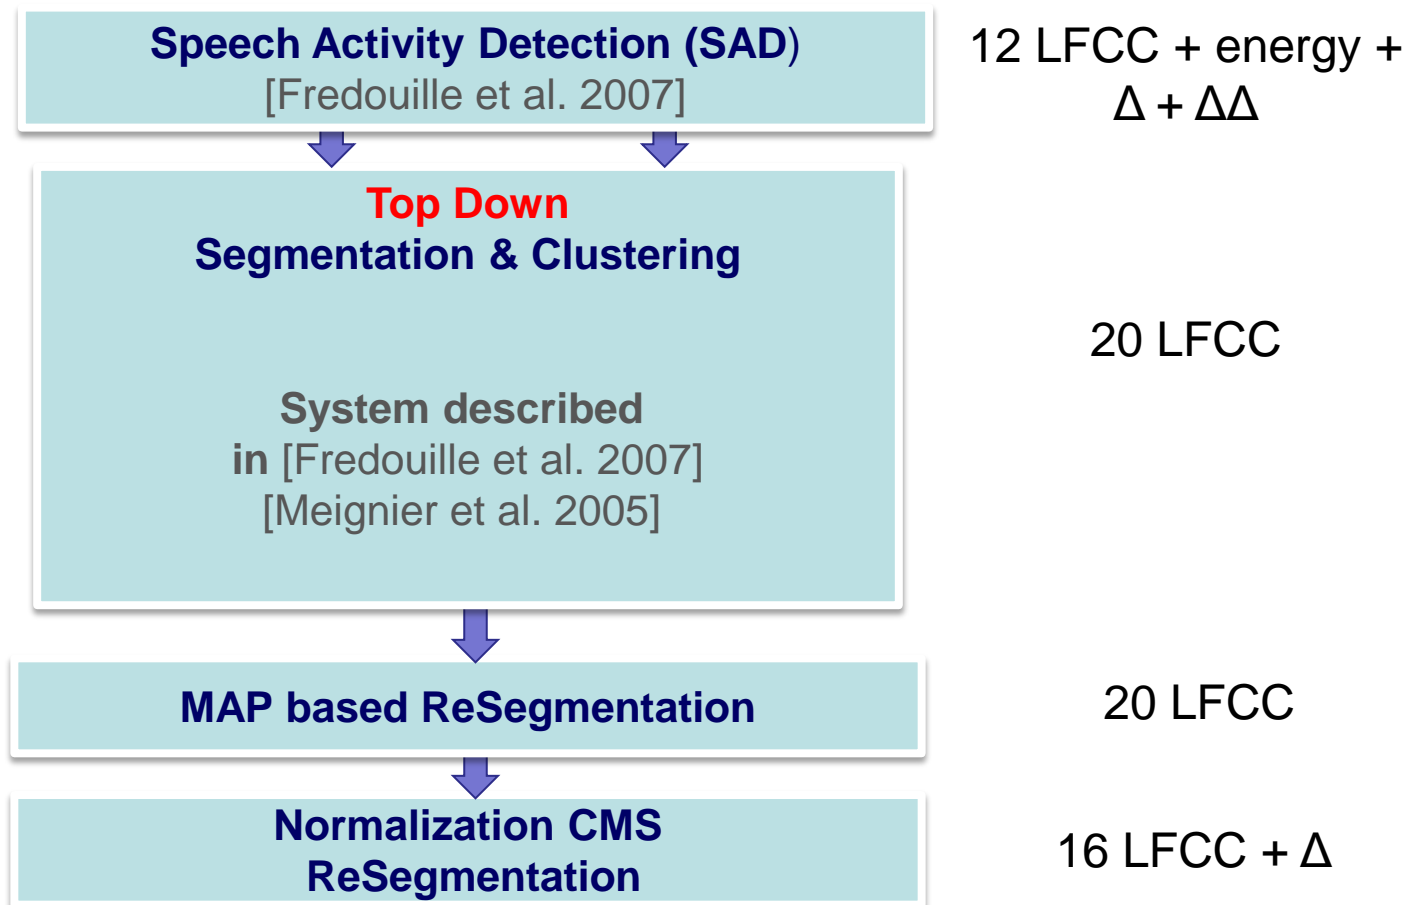 Speech Activity Detection (SAD)
[Fredouille et al. 2007]
12 LFCC + energy +
Δ + ΔΔ
Top Down
Segmentation & Clustering
System described
in [Fredouille et al. 2007]
[Meignier et al. 2005]
20 LFCC
MAP based ReSegmentation
20 LFCC
Normalization CMS
ReSegmentation
16 LFCC + Δ